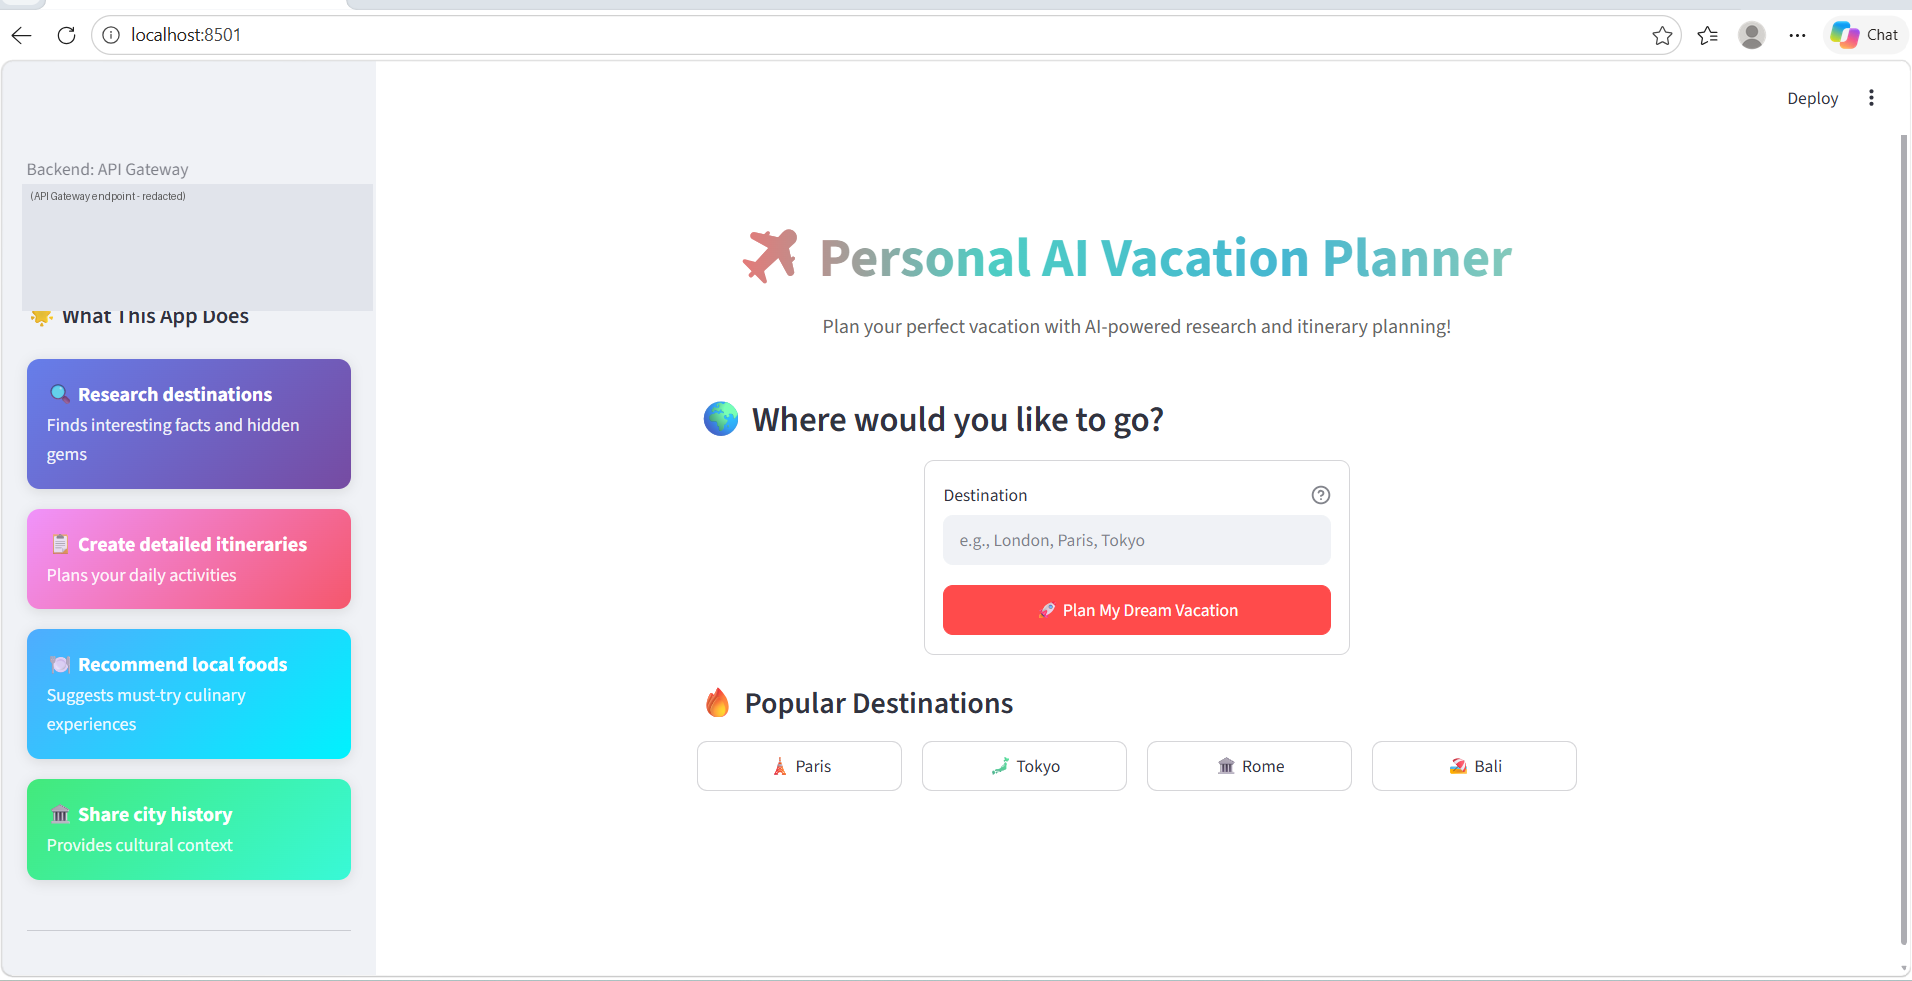 localhost:8501
Chat
Deploy
Backend: API Gateway
(API Gateway endpoint - redacted)
What This App Does
Research destinations
Finds interesting facts and hidden
gems
Create detailed itineraries
Plans your daily activities
Recommend local foods
Suggests must-try culinary
experiences
Share city history
Provides cultural context
Personal AI Vacation Planner
Plan your perfect vacation with AI-powered research and itinerary planning!
Where would you like to go?
Destination
e.g., London, Paris, Tokyo
Plan My Dream Vacation
Popular Destinations
Paris
Tokyo
Rome
Bali